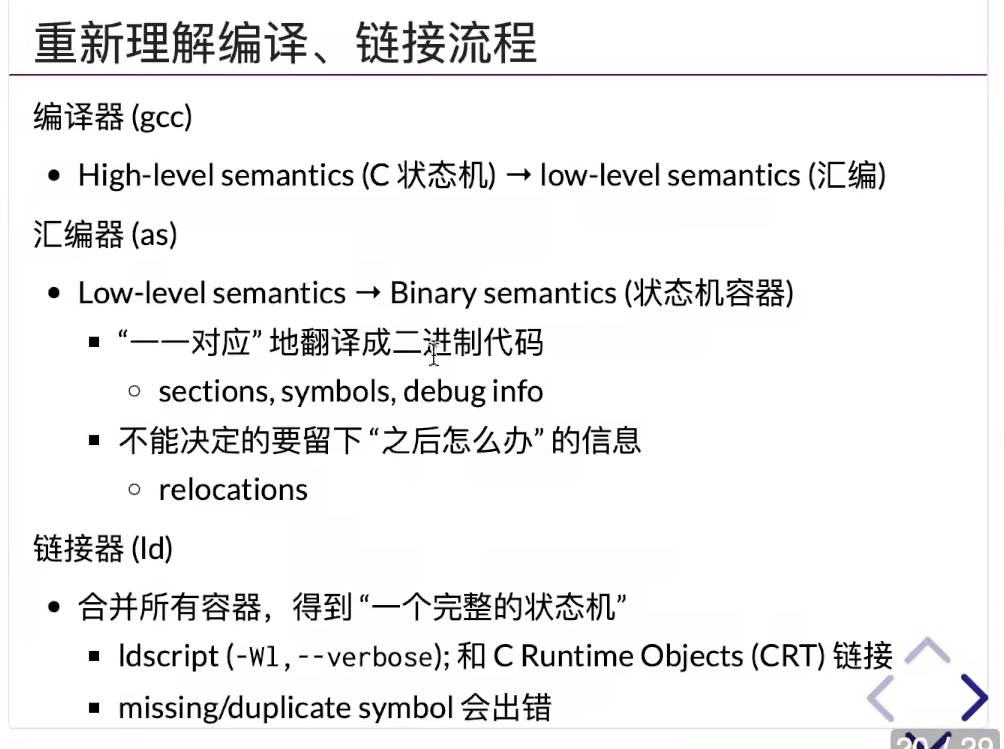 重新理解编译、链接流程
编译器 (gcc)
• High-level semantics (C 状态机) → low-level semantics (汇编)
汇编器 (as)
• Low-level semantics → Binary semantics (状态机容器)
▪ “一一对应” 地翻译成二进制代码
○ sections, symbols, debug info
▪ 不能决定的要留下 “之后怎么办” 的信息
○ relocations
链接器 (ld)
• 合并所有容器，得到 “一个完整的状态机”
▪ ldscript (-Wl,--verbose); 和 C Runtime Objects (CRT) 链接
▪ missing/duplicate symbol 会出错